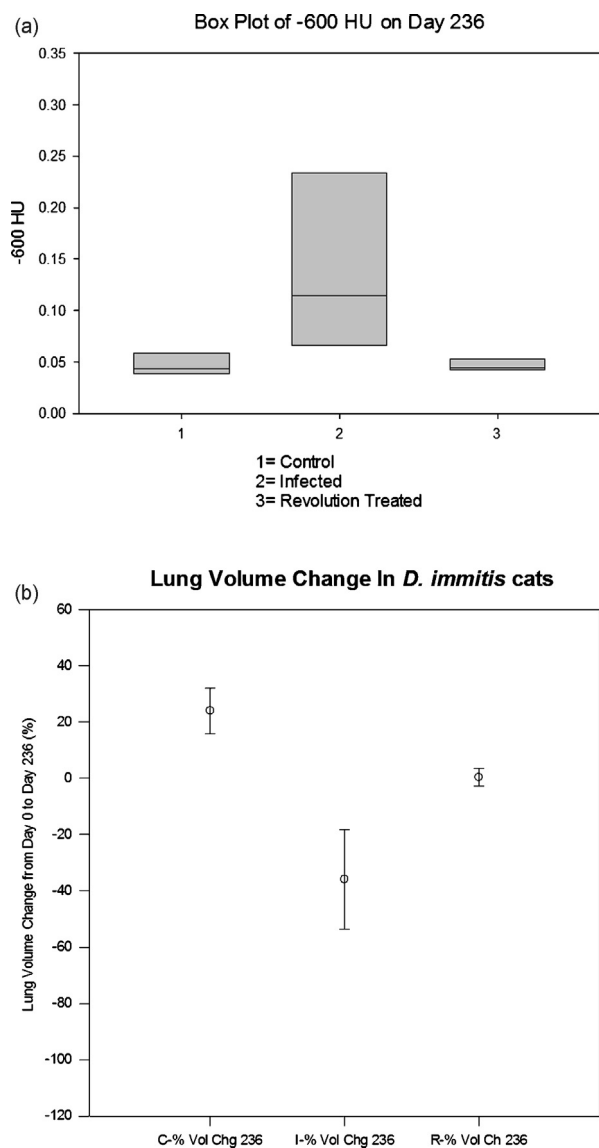 (a)
Box Plot of -600 HU on Day 236
0.35
0.30
0.25
0.20
0.15
0.10
0.05
0.00
-600 HU
1
2
3
1= Control
2= Infected
3= Revolution Treated
(b)
Lung Volume Change In D. immitis cats
60
40
20
0
-20
-40
-60
-80
-100
-120
Lung Volume Change from Day 0 to Day 236 (%)
C-% Vol Chg 236
I-% Vol Chg 236
R-% Vol Ch 236